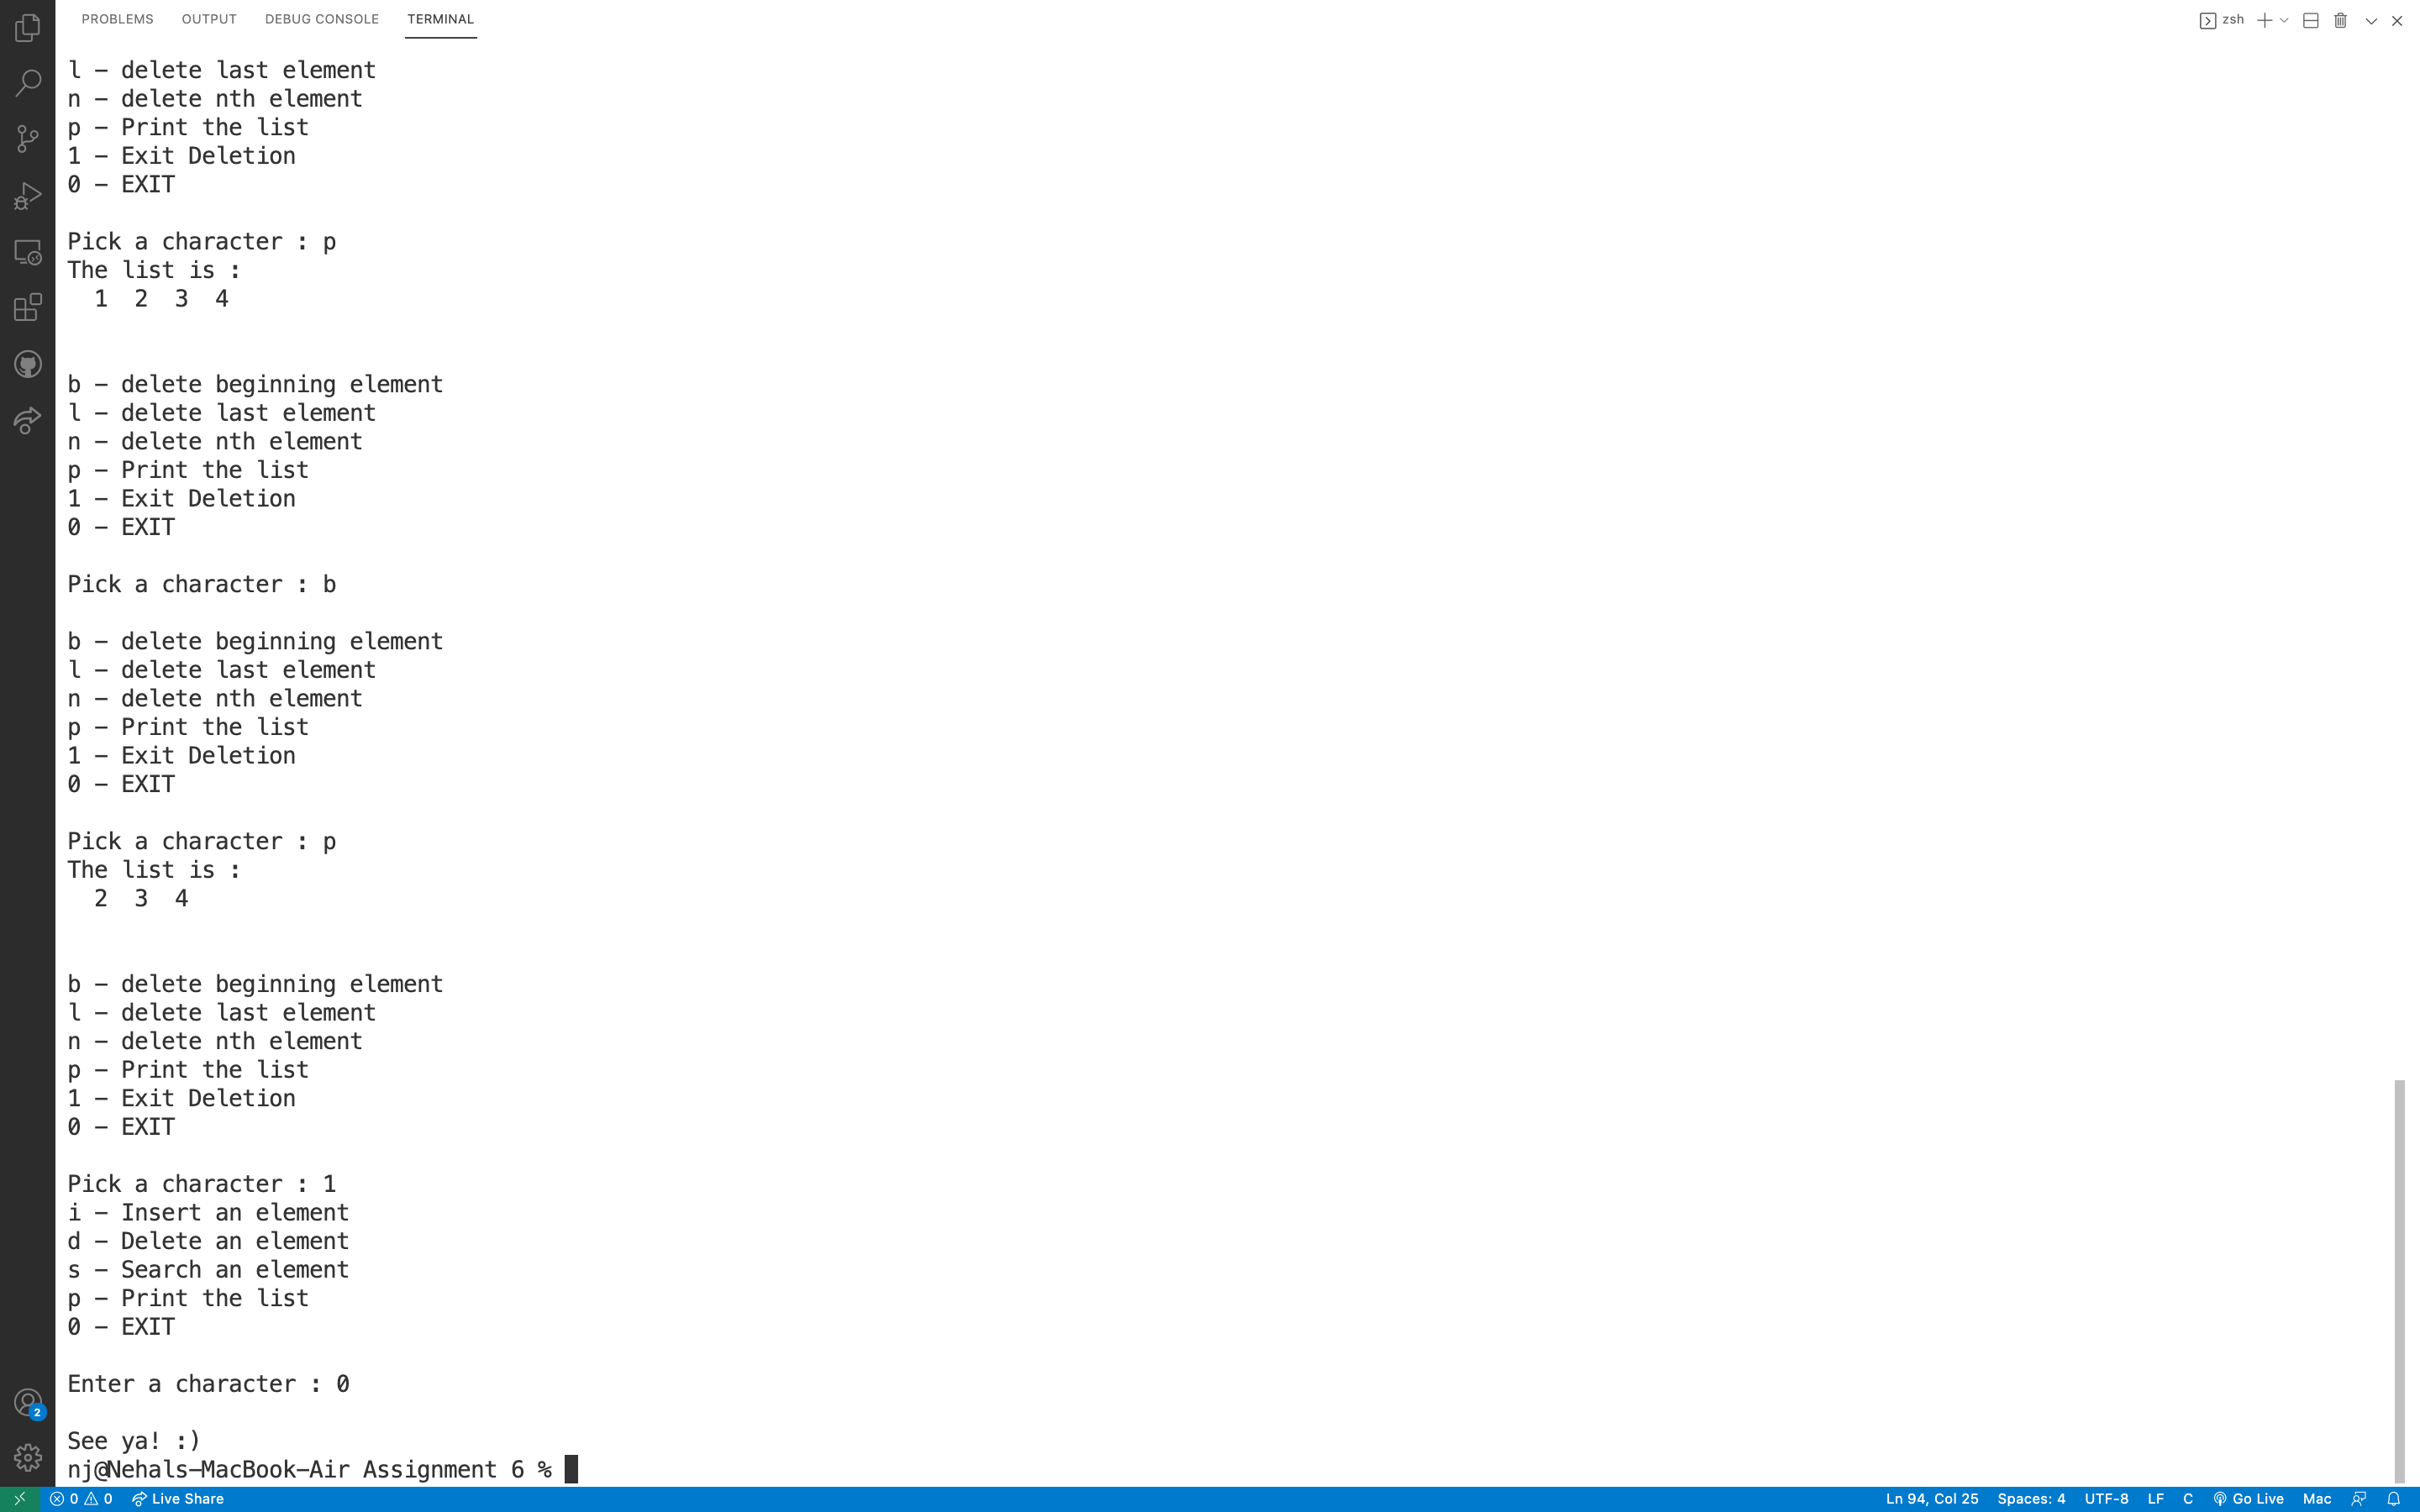 PROBLEMS OUTPUT DEBUG CONSOLE TERMINAL zsh
l - delete last element
n - delete nth element
p - Print the list
1 - Exit Deletion
0 - EXIT
Pick a character : p
The list is :
1 2 3 4
b - delete beginning element
l - delete last element
n - delete nth element
p - Print the list
1 - Exit Deletion
0 - EXIT
Pick a character : b
b - delete beginning element
l - delete last element
n - delete nth element
p - Print the list
1 - Exit Deletion
0 - EXIT
Pick a character : p
The list is :
2 3 4
b - delete beginning element
l - delete last element
n - delete nth element
p - Print the list
1 - Exit Deletion
0 - EXIT
Pick a character : 1
i - Insert an element
d - Delete an element
s - Search an element
p - Print the list
0 - EXIT
Enter a character : 0
2
See ya! :)
nj@Nehals-MacBook-Air Assignment 6 %
0 0 Live Share Ln 94, Col 25 Spaces: 4 UTF-8 LF C Go Live Mac